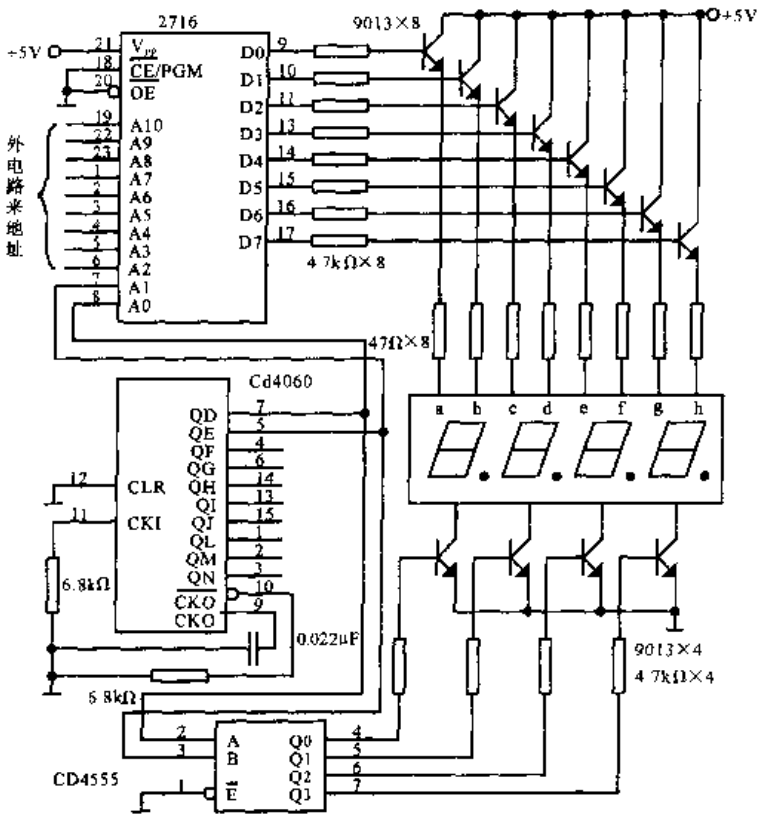 2716
9013×8
+5V
+5V
21
18
20
19
22
23
1
2
3
4
5
6
7
8
VPP
CE/PGM
OE
A10
A9
A8
A7
A6
A5
A4
A3
A2
A1
A0
外电路来地址
D0
D1
D2
D3
D4
D5
D6
D7
9
10
11
13
14
15
16
17
4.7kΩ×8
47Ω×8
a b c d e f g h
Cd4060
12
11
CLR
CKI
QD
QE
QF
QG
QH
QI
QJ
QL
QM
QN
CKO
CKO
7
5
4
6
14
13
15
1
2
3
10
9
6.8kΩ
0.022μF
6.8kΩ
9013×4
4.7kΩ×4
CD4555
2
3
1
A
B
E
Q0
Q1
Q2
Q3
4
5
6
7